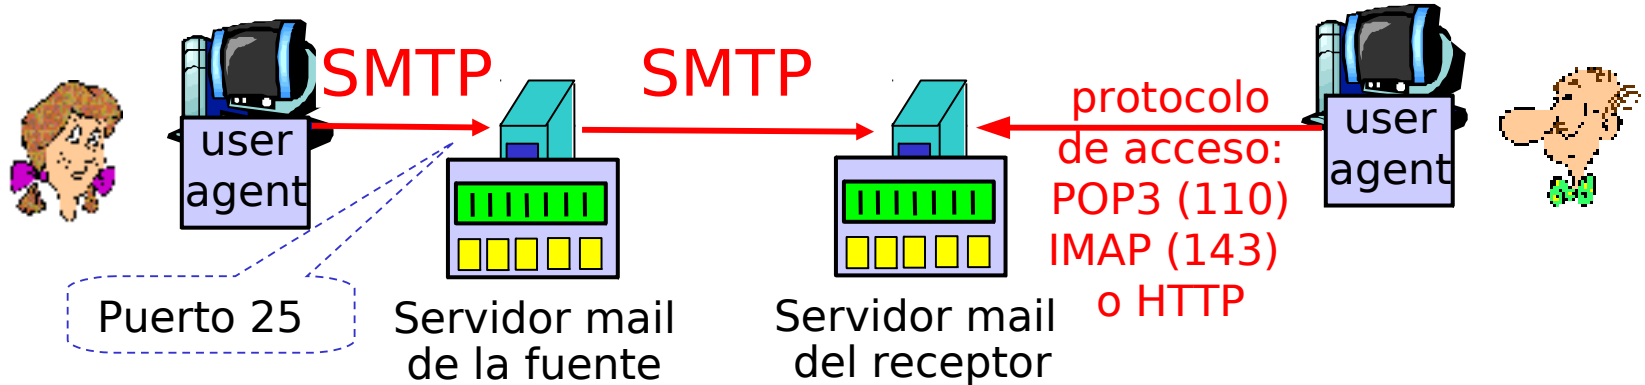 SMTP
SMTP
user
agent
protocolo
de acceso:
POP3 (110)
IMAP (143)
o HTTP
user
agent
Puerto 25
Servidor mail
de la fuente
Servidor mail
del receptor